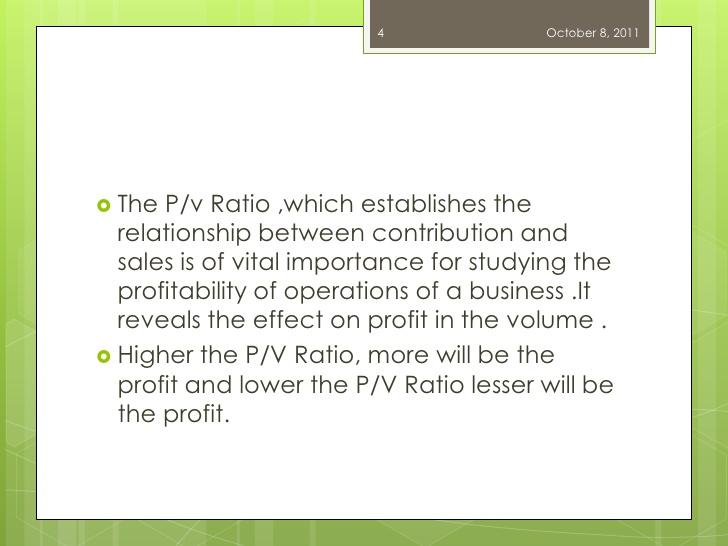 4 October 8, 2011
The P/v Ratio ,which establishes the
relationship between contribution and
sales is of vital importance for studying the
profitability of operations of a business .It
reveals the effect on profit in the volume .
Higher the P/V Ratio, more will be the
profit and lower the P/V Ratio lesser will be
the profit.